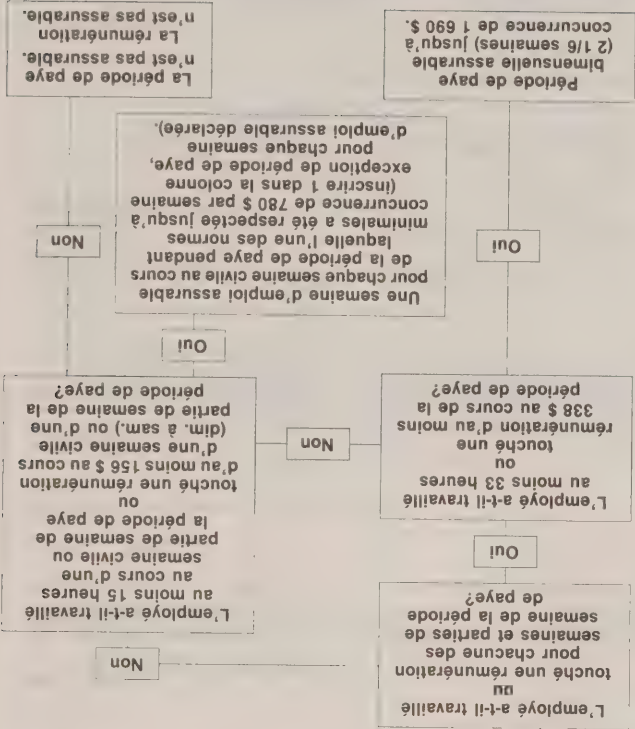 L'employé a-t-il travaillé
ou
touché une rémunération
pour chacune des
semaines et parties de
semaine de la période
de paye?
Non
Oui
L'employé a-t-il travaillé
au moins 33 heures
ou
touché une
rémunération d'au moins
338 $ au cours de la
période de paye?
Non
L'employé a-t-il travaillé
au moins 15 heures
au cours d'une
semaine civile ou
partie de semaine de
la période de paye
ou
touché une rémunération
d'au moins 156 $ au cours
d'une semaine civile
(dim. à sam.) ou d'une
partie de semaine de la
période de paye?
Oui
Oui
Non
Une semaine d'emploi assurable
pour chaque semaine civile au cours
de la période de paye pendant
laquelle l'une des normes
minimales a été respectée jusqu'à
concurrence de 780 $ par semaine
(inscrire 1 dans la colonne
exception de période de paye,
pour chaque semaine
d'emploi assurable déclarée).
Période de paye
bimensuelle assurable
(2 1/6 semaines) jusqu'à
concurrence de 1 690 $.
La période de paye
n'est pas assurable.
La rémunération
n'est pas assurable.